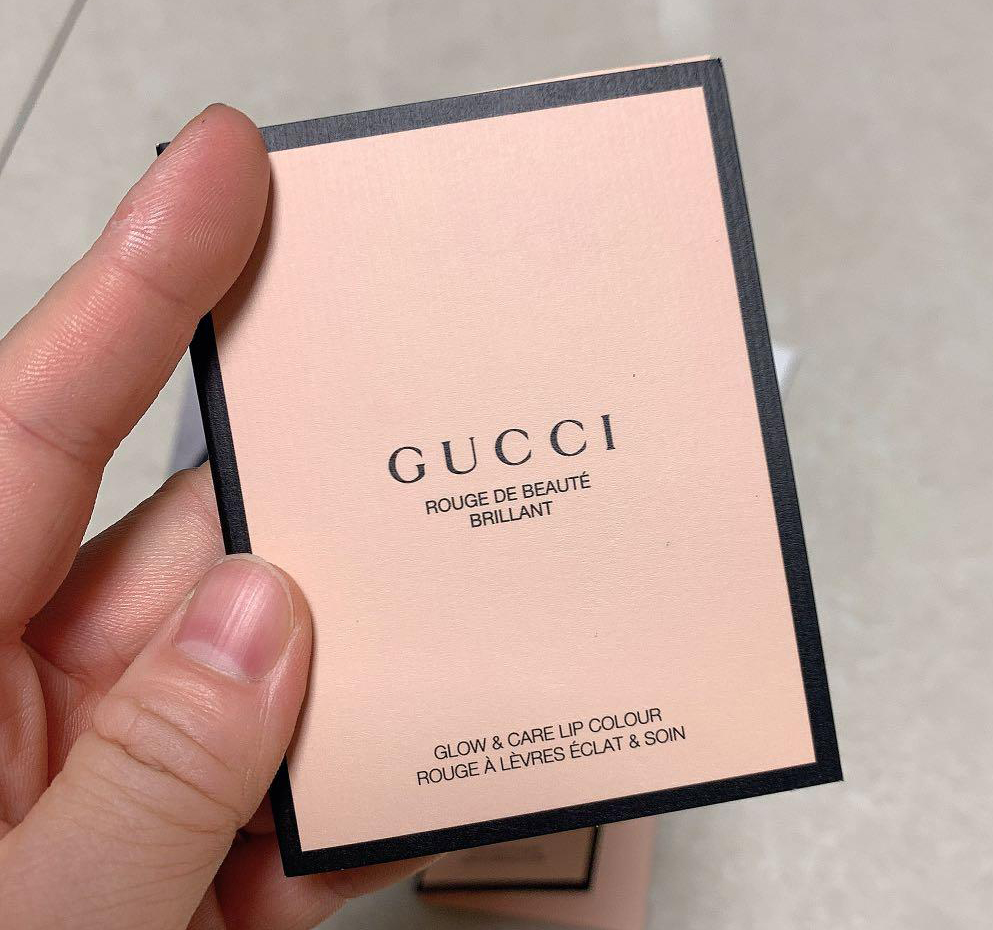 GUCCI
ROUGE DE BEAUTÉ
BRILLANT
GLOW & CARE LIP COLOUR
ROUGE À LÈVRES ÉCLAT & SOIN